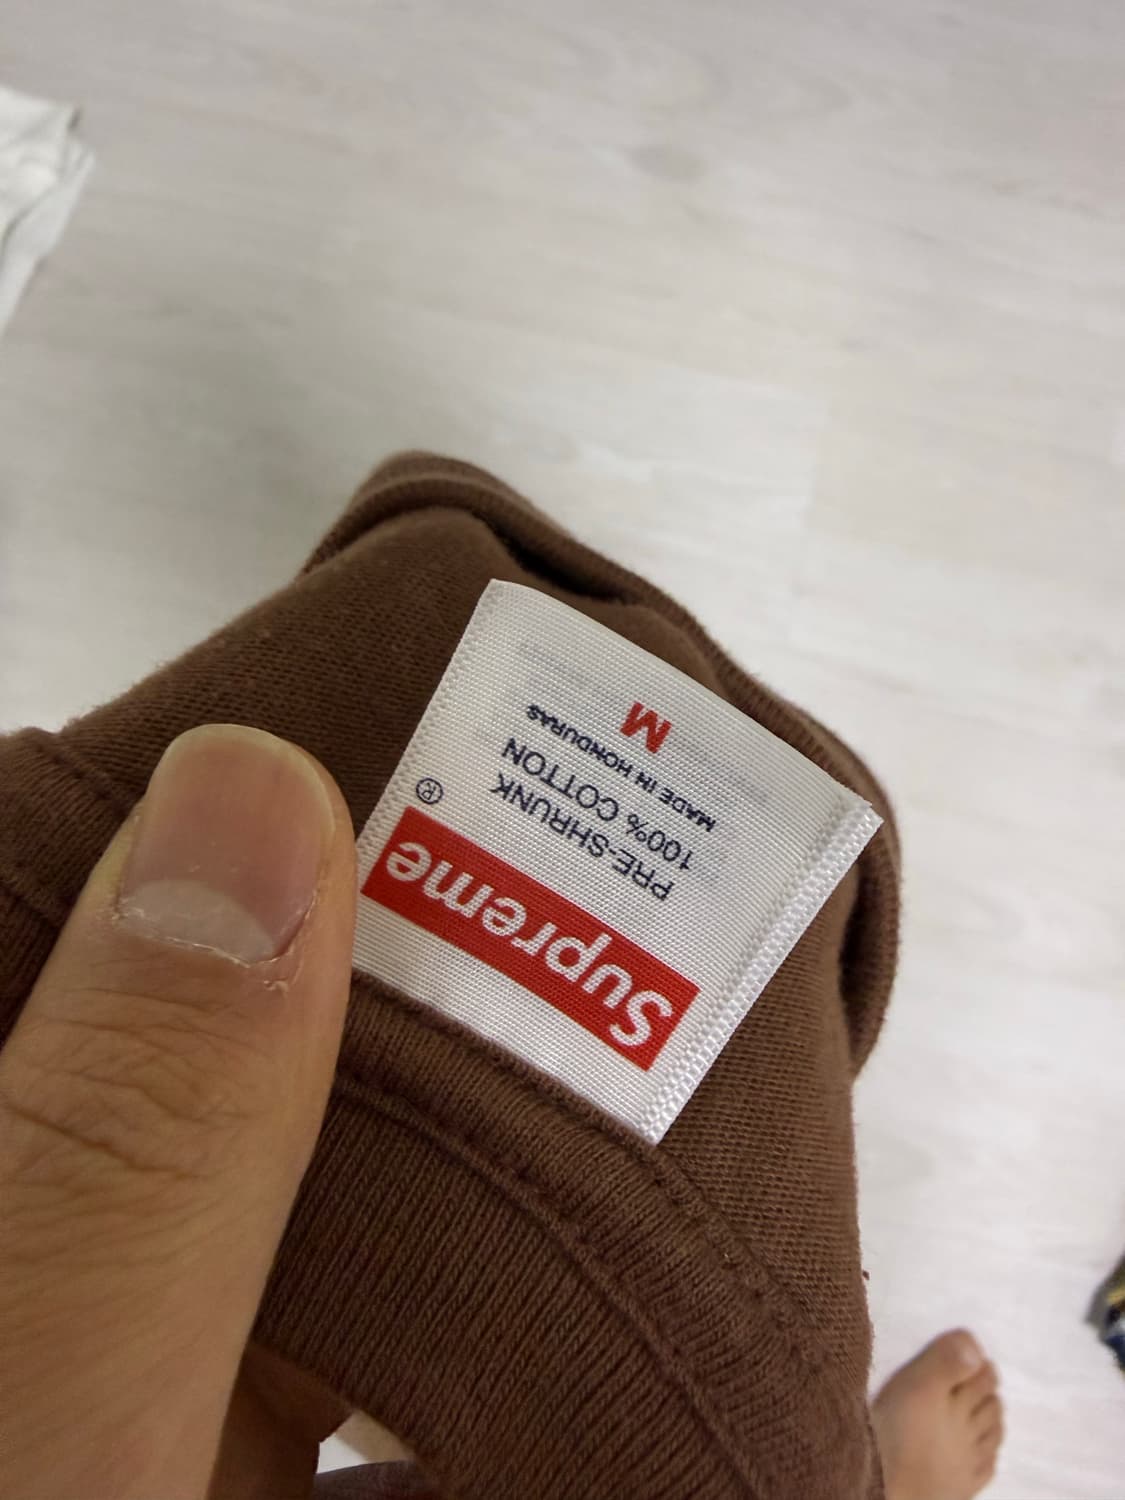 Supreme®
PRE-SHRUNK
100% COTTON
MADE IN HONDURAS
M